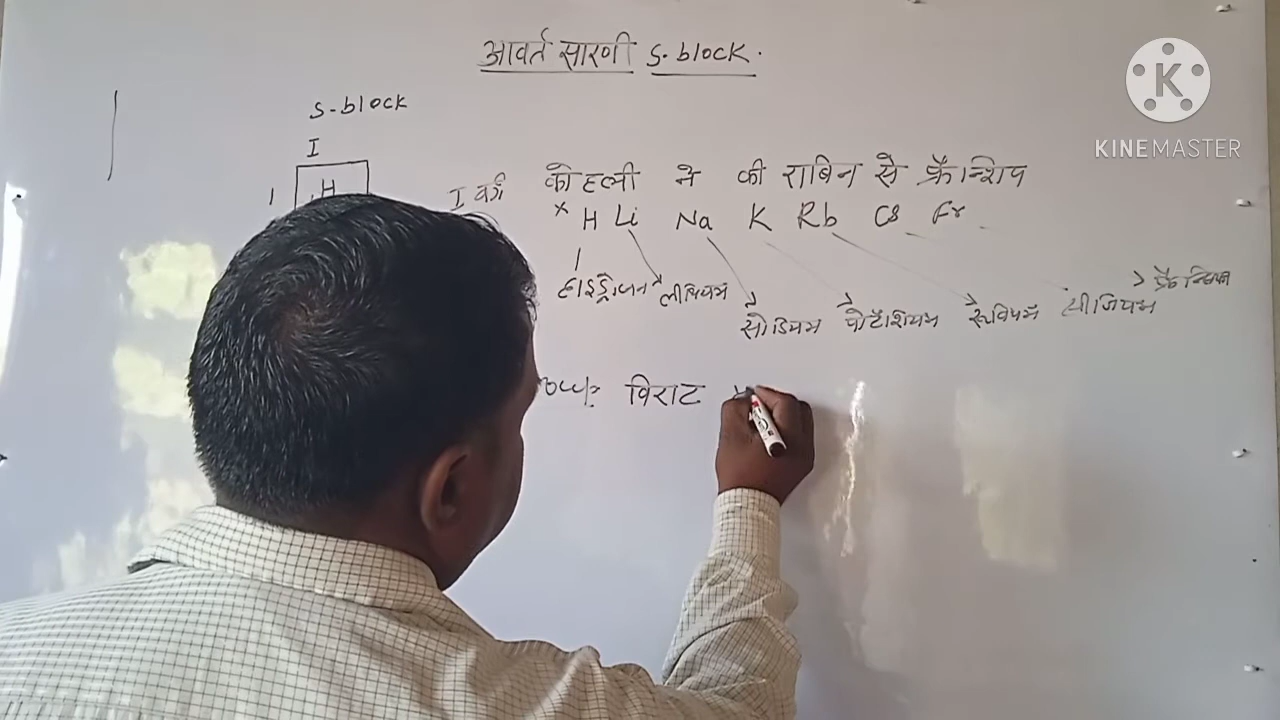 आवर्त सारणी S-block.
K
KINEMASTER
S-block
I
1 H
I वर्ग कोहली ने की राबिन से फ्रैन्शिप
× H Li Na K Rb Cs Fr
हाइड्रोजन लीथियम सोडियम पोटैशियम रूबियम सीजियम फ्रैन्शियम
विराट